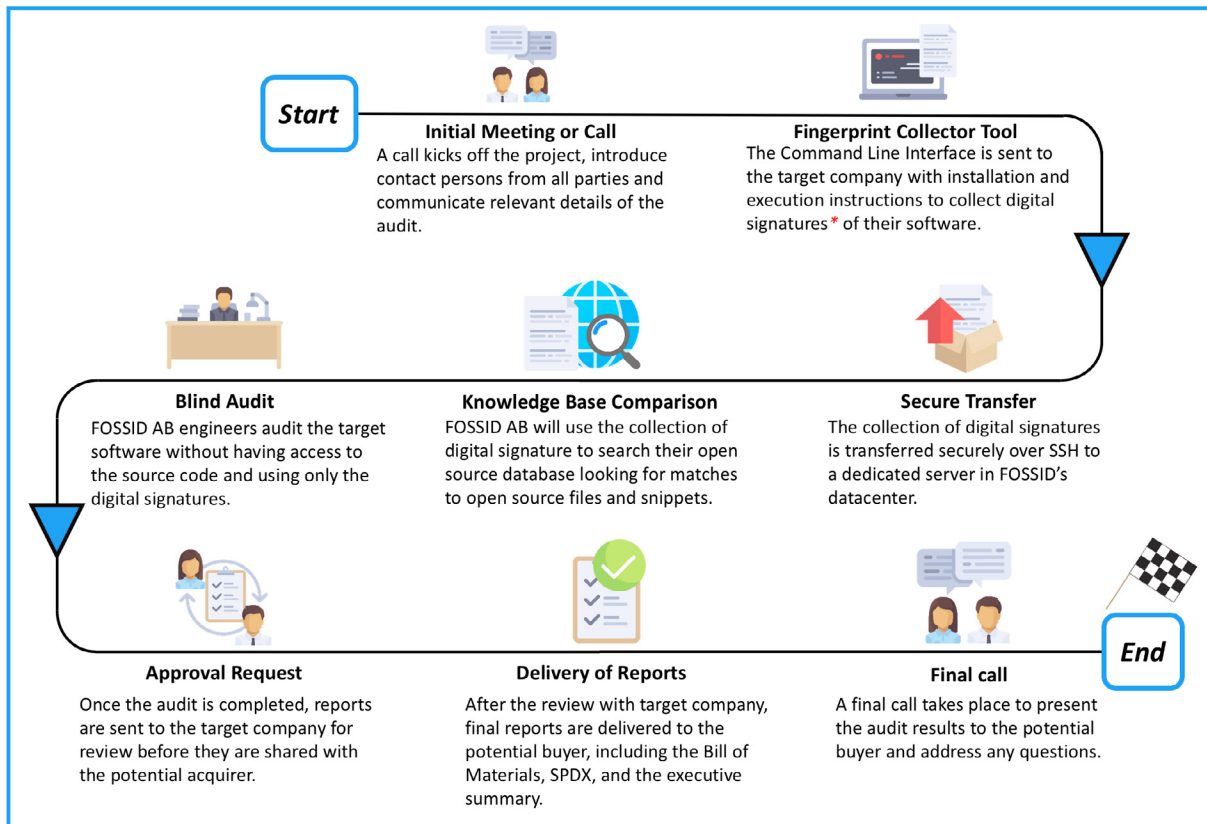 Start
Initial Meeting or Call
A call kicks off the project, introduce
contact persons from all parties and
communicate relevant details of the
audit.
Fingerprint Collector Tool
The Command Line Interface is sent to
the target company with installation and
execution instructions to collect digital
signatures* of their software.
Blind Audit
FOSSID AB engineers audit the target
software without having access to
the source code and using only the
digital signatures.
Knowledge Base Comparison
FOSSID AB will use the collection of
digital signature to search their open
source database looking for matches
to open source files and snippets.
Secure Transfer
The collection of digital signatures
is transferred securely over SSH to
a dedicated server in FOSSID’s
datacenter.
Approval Request
Once the audit is completed, reports
are sent to the target company for
review before they are shared with
the potential acquirer.
Delivery of Reports
After the review with target company,
final reports are delivered to the
potential buyer, including the Bill of
Materials, SPDX, and the executive
summary.
Final call
A final call takes place to present
the audit results to the potential
buyer and address any questions.
End